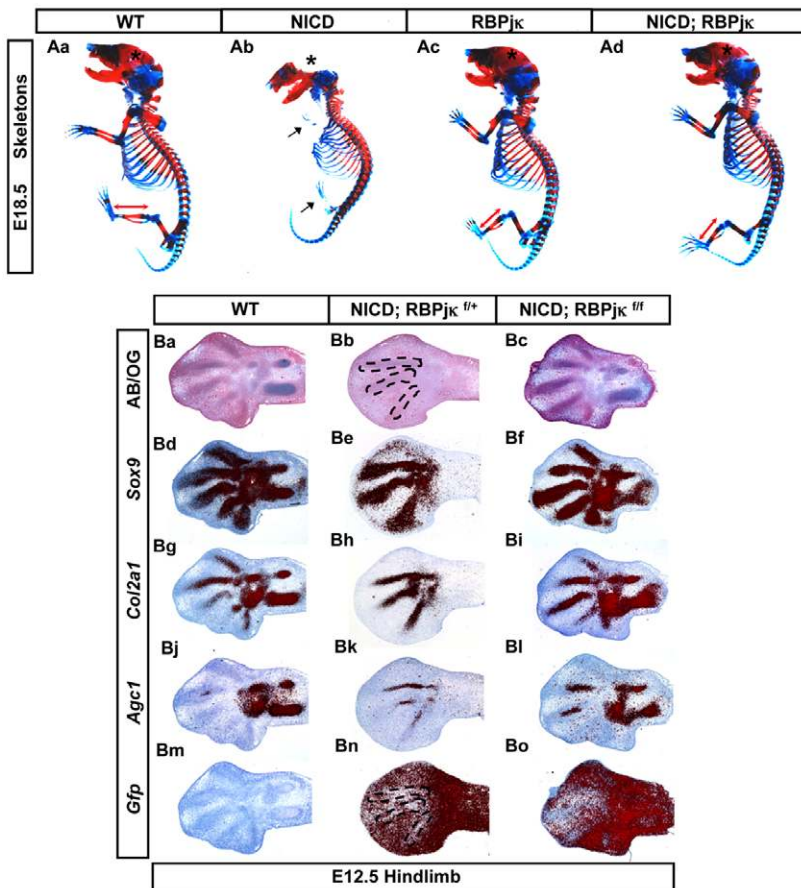 WT NICD RBPjκ NICD; RBPjκ
Aa Ab Ac Ad
* * * *
E18.5 Skeletons
WT NICD; RBPjκ f/+ NICD; RBPjκ f/f
AB/OG
Ba Bb Bc
Sox9
Bd Be Bf
Col2a1
Bg Bh Bi
Agc1
Bj Bk Bl
Gfp
Bm Bn Bo
E12.5 Hindlimb